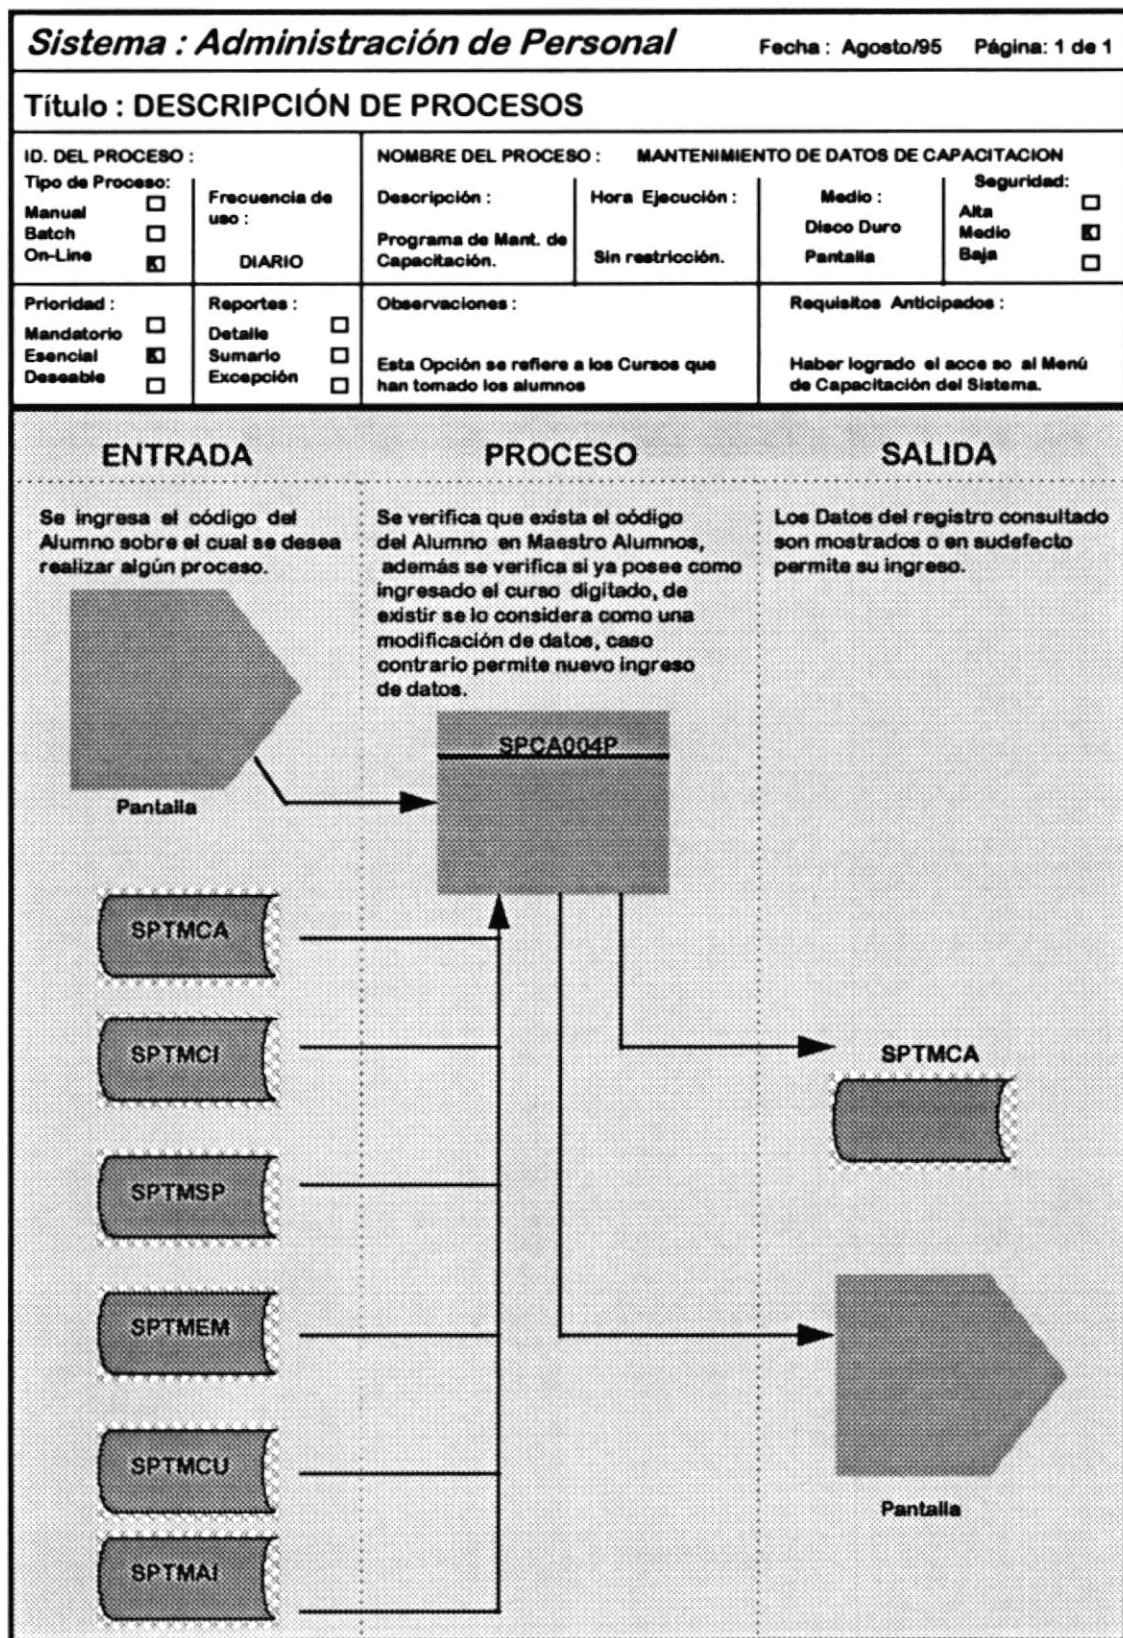 Sistema : Administración de Personal Fecha : Agosto/95 Página: 1 de 1
Título : DESCRIPCIÓN DE PROCESOS
ID. DEL PROCESO :
NOMBRE DEL PROCESO : MANTENIMIENTO DE DATOS DE CAPACITACION
Tipo de Proceso:
Manual
Batch
On-Line
Frecuencia de
uso :
DIARIO
Descripción :
Programa de Mant. de
Capacitación.
Hora Ejecución :
Sin restricción.
Medio :
Disco Duro
Pantalla
Seguridad:
Alta
Medio
Baja
Prioridad :
Mandatorio
Esencial
Deseable
Reportes :
Detalle
Sumario
Excepción
Observaciones :
Esta Opción se refiere a los Cursos que
han tomado los alumnos
Requisitos Anticipados :
Haber logrado el acce so al Menú
de Capacitación del Sistema.
ENTRADA
Se ingresa el código del
Alumno sobre el cual se desea
realizar algún proceso.
Pantalla
SPTMCA
SPTMCI
SPTMSP
SPTMEM
SPTMCU
SPTMAI
PROCESO
Se verifica que exista el código
del Alumno en Maestro Alumnos,
además se verifica si ya posee como
ingresado el curso digitado, de
existir se lo considera como una
modificación de datos, caso
contrario permite nuevo ingreso
de datos.
SPCA004P
SALIDA
Los Datos del registro consultado
son mostrados o en sudefecto
permite su ingreso.
SPTMCA
Pantalla